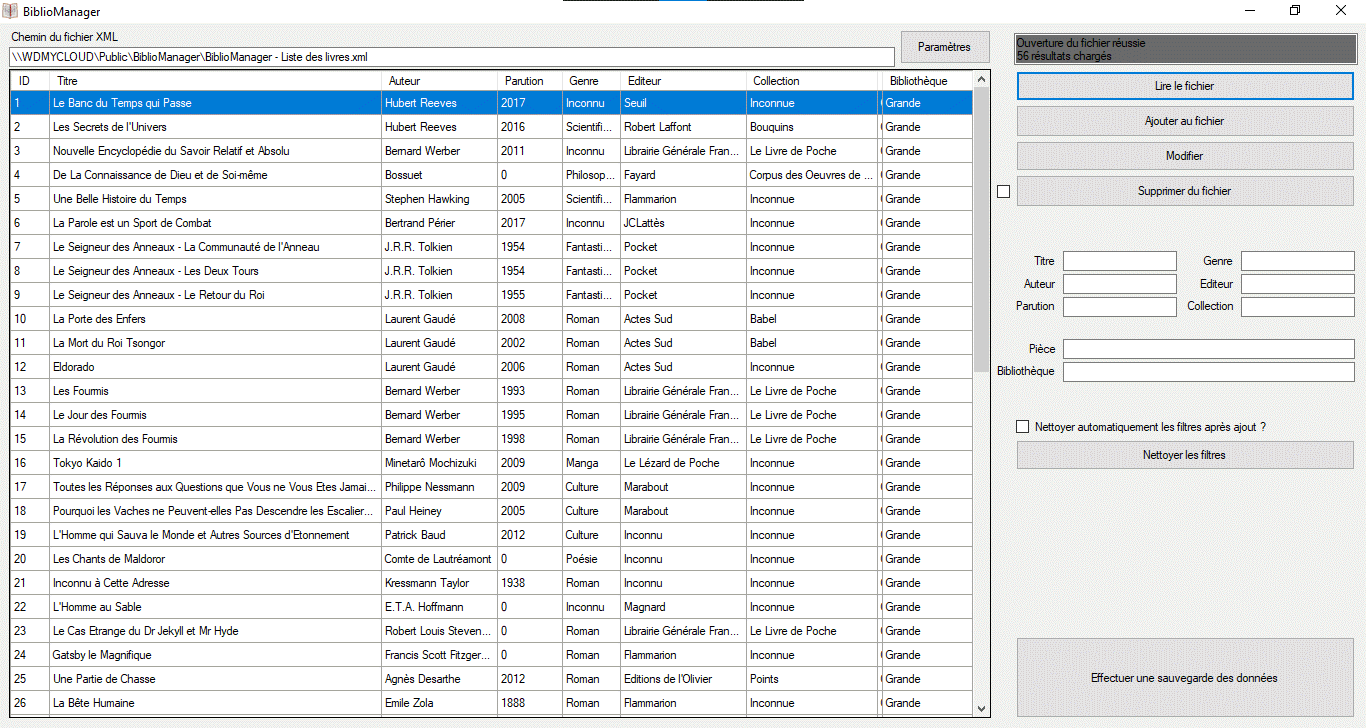 BiblioManager
Chemin du fichier XML
\\WDMYCLOUD\Public\BiblioManager\BiblioManager - Liste des livres.xml
Paramètres
ID Titre Auteur Parution Genre Editeur Collection Bibliothèque
1 Le Banc du Temps qui Passe Hubert Reeves 2017 Inconnu Seuil Inconnue Grande
2 Les Secrets de l'Univers Hubert Reeves 2016 Scientifi... Robert Laffont Bouquins Grande
3 Nouvelle Encyclopédie du Savoir Relatif et Absolu Bernard Werber 2011 Inconnu Librairie Générale Fran... Le Livre de Poche Grande
4 De La Connaissance de Dieu et de Soi-même Bossuet 0 Philosop... Fayard Corpus des Oeuvres de ... Grande
5 Une Belle Histoire du Temps Stephen Hawking 2005 Scientifi... Flammarion Inconnue Grande
6 La Parole est un Sport de Combat Bertrand Périer 2017 Inconnu JCLattès Inconnue Grande
7 Le Seigneur des Anneaux - La Communauté de l'Anneau J.R.R. Tolkien 1954 Fantasti... Pocket Inconnue Grande
8 Le Seigneur des Anneaux - Les Deux Tours J.R.R. Tolkien 1954 Fantasti... Pocket Inconnue Grande
9 Le Seigneur des Anneaux - Le Retour du Roi J.R.R. Tolkien 1955 Fantasti... Pocket Inconnue Grande
10 La Porte des Enfers Laurent Gaudé 2008 Roman Actes Sud Babel Grande
11 La Mort du Roi Tsongor Laurent Gaudé 2002 Roman Actes Sud Babel Grande
12 Eldorado Laurent Gaudé 2006 Roman Actes Sud Inconnue Grande
13 Les Fourmis Bernard Werber 1993 Roman Librairie Générale Fran... Le Livre de Poche Grande
14 Le Jour des Fourmis Bernard Werber 1995 Roman Librairie Générale Fran... Le Livre de Poche Grande
15 La Révolution des Fourmis Bernard Werber 1998 Roman Librairie Générale Fran... Le Livre de Poche Grande
16 Tokyo Kaido 1 Minetarô Mochizuki 2009 Manga Le Lézard de Poche Inconnue Grande
17 Toutes les Réponses aux Questions que Vous ne Vous Etes Jamai... Philippe Nessmann 2009 Culture Marabout Inconnue Grande
18 Pourquoi les Vaches ne Peuvent-elles Pas Descendre les Escalier... Paul Heiney 2005 Culture Marabout Inconnue Grande
19 L'Homme qui Sauva le Monde et Autres Sources d'Etonnement Patrick Baud 2012 Culture Inconnu Inconnue Grande
20 Les Chants de Maldoror Comte de Lautréamont 0 Poésie Inconnu Inconnue Grande
21 Inconnu à Cette Adresse Kressmann Taylor 1938 Roman Inconnu Inconnue Grande
22 L'Homme au Sable E.T.A. Hoffmann 0 Inconnu Magnard Inconnue Grande
23 Le Cas Etrange du Dr Jekyll et Mr Hyde Robert Louis Steven... 0 Roman Librairie Générale Fran... Le Livre de Poche Grande
24 Gatsby le Magnifique Francis Scott Fitzger... 0 Roman Flammarion Inconnue Grande
25 Une Partie de Chasse Agnès Desarthe 2012 Roman Editions de l'Olivier Points Grande
26 La Bête Humaine Emile Zola 1888 Roman Flammarion Inconnue Grande
Ouverture du fichier réussie
56 résultats chargés
Lire le fichier
Ajouter au fichier
Modifier
Supprimer du fichier
Titre Genre
Auteur Editeur
Parution Collection
Pièce
Bibliothèque
Nettoyer automatiquement les filtres après ajout ?
Nettoyer les filtres
Effectuer une sauvegarde des données